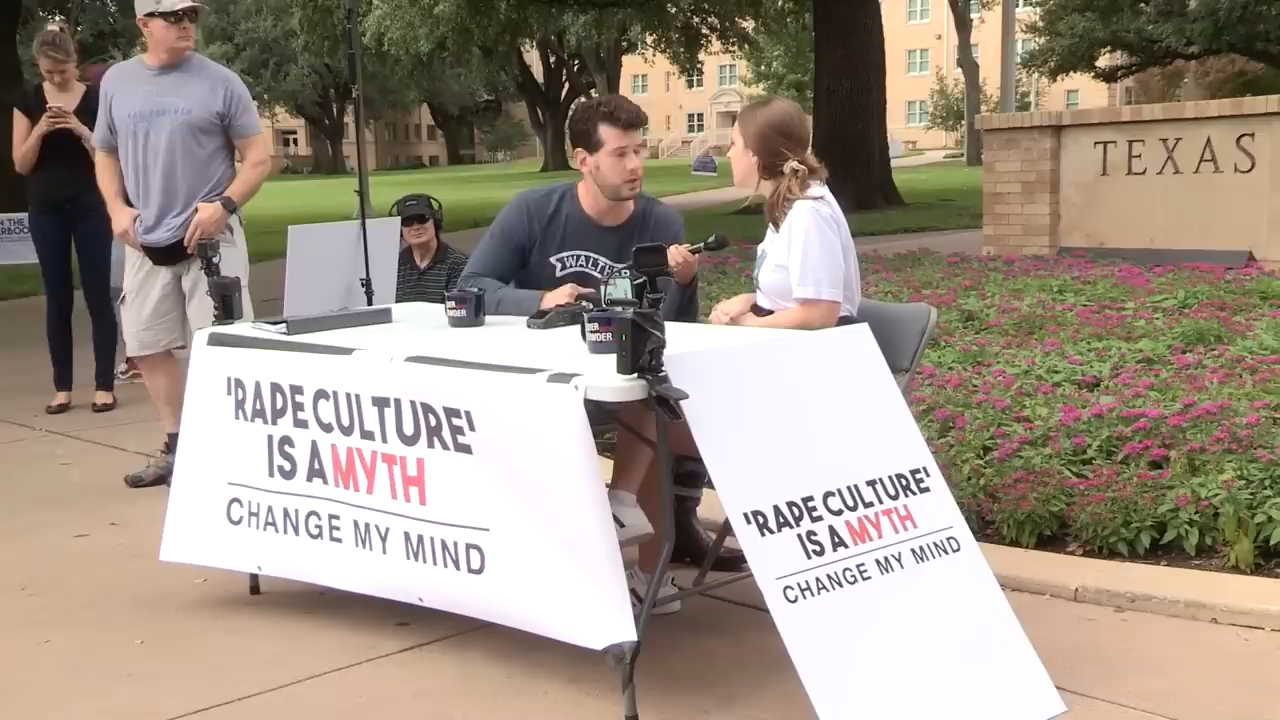 TEXAS
WALTHER
'RAPE CULTURE'
IS A MYTH
CHANGE MY MIND
'RAPE CULTURE'
IS A MYTH
CHANGE MY MIND